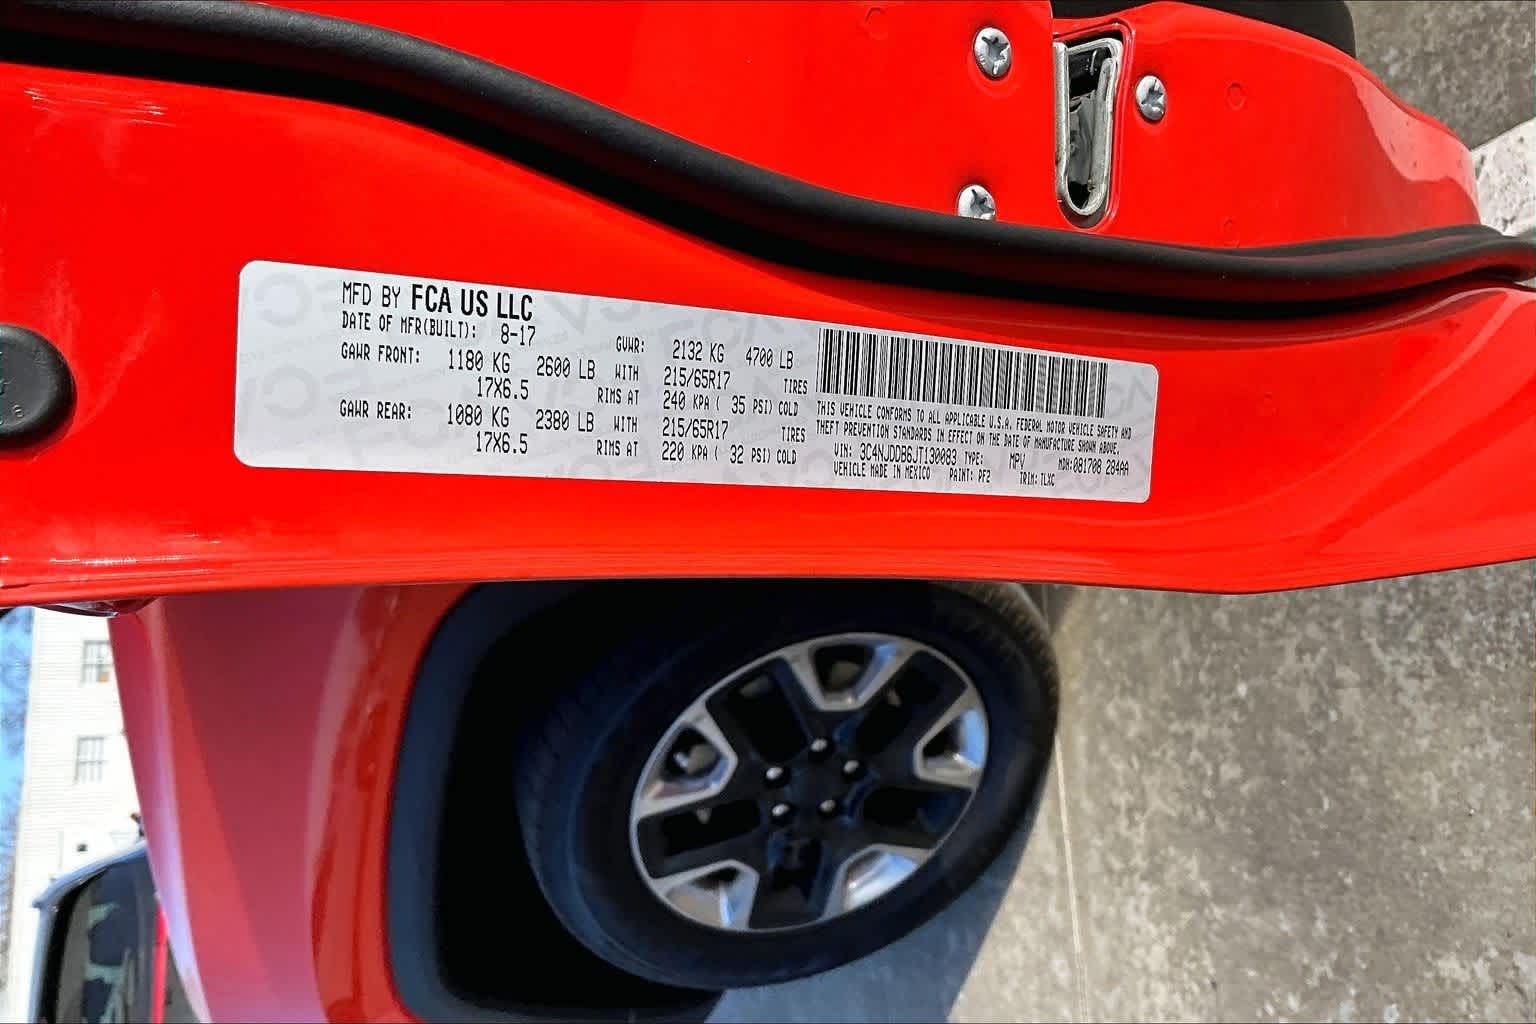 MFD BY FCA US LLC
DATE OF MFR(BUILT): 8-17
GVWR: 2132 KG 4700 LB
GAWR FRONT: 1180 KG 2600 LB WITH 215/65R17 TIRES
17X6.5 RIMS AT 240 KPA ( 35 PSI) COLD
GAWR REAR: 1080 KG 2380 LB WITH 215/65R17 TIRES
17X6.5 RIMS AT 220 KPA ( 32 PSI) COLD
THIS VEHICLE CONFORMS TO ALL APPLICABLE U.S.A. FEDERAL MOTOR VEHICLE SAFETY AND
THEFT PREVENTION STANDARDS IN EFFECT ON THE DATE OF MANUFACTURE SHOWN ABOVE.
VIN: 3C4NJDDB6JT130083 TYPE: MPV MDH:081708 284AA
VEHICLE MADE IN MEXICO PAINT: PF2 TRIM: TLXC